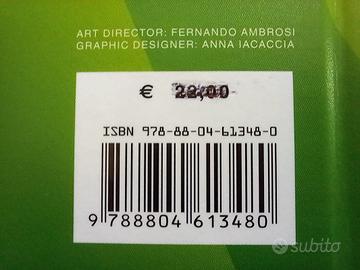 ART DIRECTOR: FERNANDO AMBROSI
GRAPHIC DESIGNER: ANNA IACACCIA
€ 22,00
ISBN 978-88-04-61348-0
9 788804 613480
subito